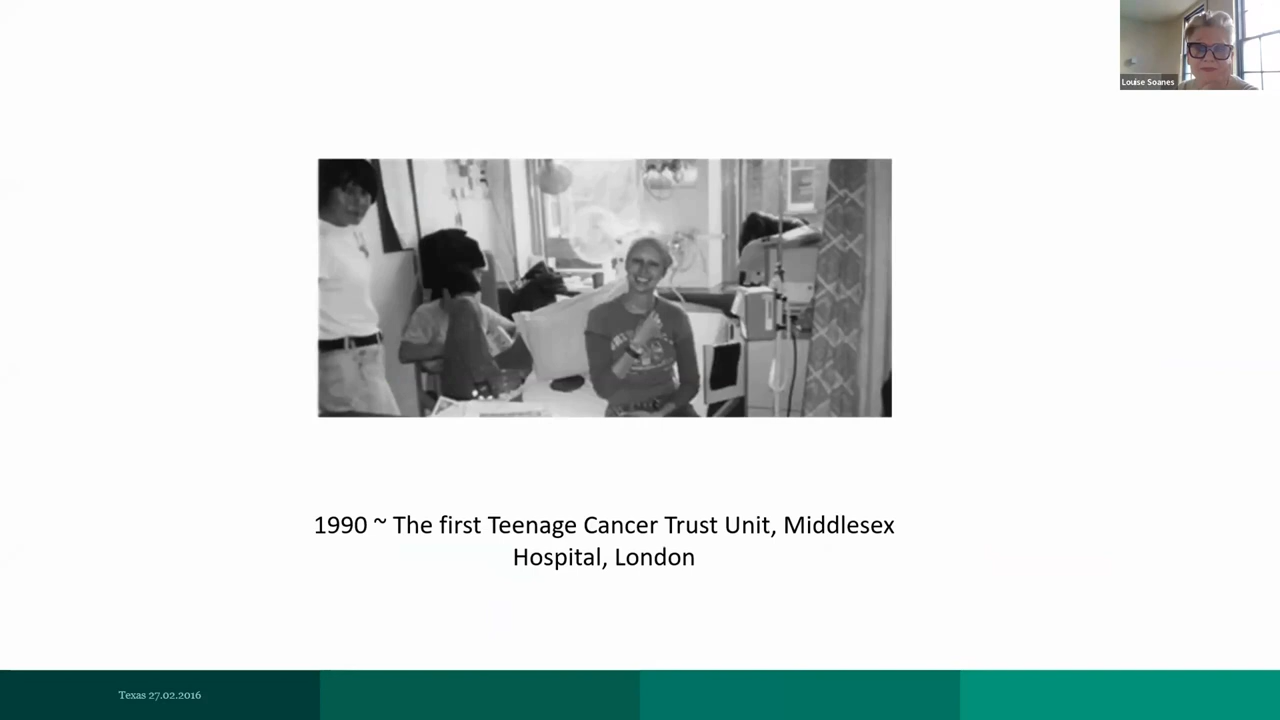 Louise Soanes
1990 ~ The first Teenage Cancer Trust Unit, Middlesex
Hospital, London
Texas 27.02.2016